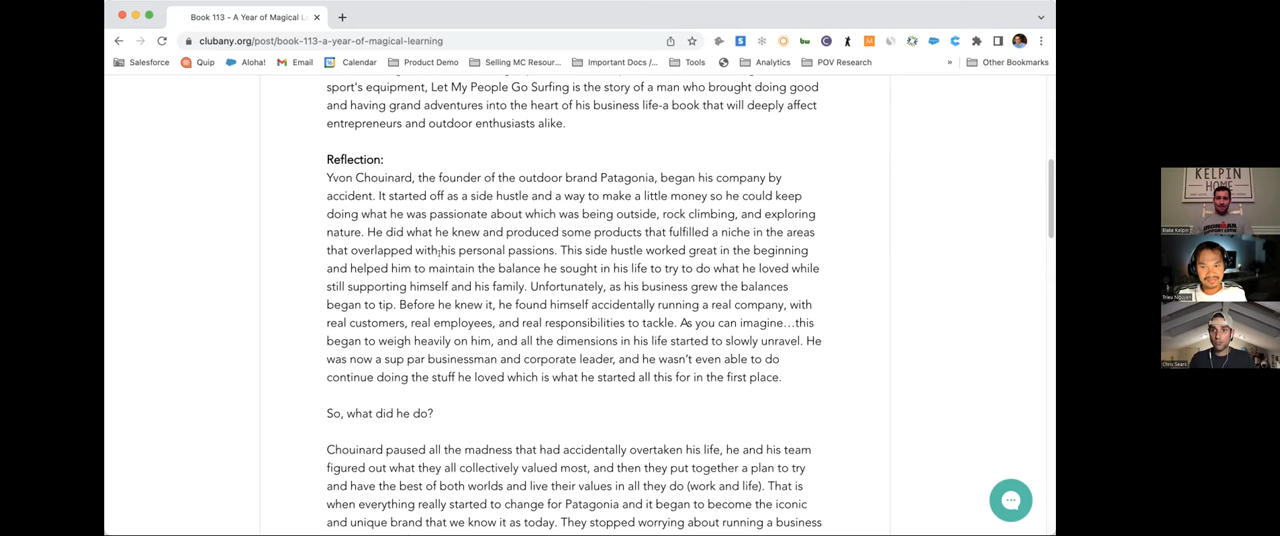 Book 113 - A Year of Magical L
clubany.org/post/book-113-a-year-of-magical-learning
Salesforce Quip Aloha! Email Calendar Product Demo Selling MC Resour... Important Docs /... Tools Analytics POV Research » Other Bookmarks
sport's equipment, Let My People Go Surfing is the story of a man who brought doing good
and having grand adventures into the heart of his business life-a book that will deeply affect
entrepreneurs and outdoor enthusiasts alike.
Reflection:
Yvon Chouinard, the founder of the outdoor brand Patagonia, began his company by
accident. It started off as a side hustle and a way to make a little money so he could keep
doing what he was passionate about which was being outside, rock climbing, and exploring
nature. He did what he knew and produced some products that fulfilled a niche in the areas
that overlapped with his personal passions. This side hustle worked great in the beginning
and helped him to maintain the balance he sought in his life to try to do what he loved while
still supporting himself and his family. Unfortunately, as his business grew the balances
began to tip. Before he knew it, he found himself accidentally running a real company, with
real customers, real employees, and real responsibilities to tackle. As you can imagine...this
began to weigh heavily on him, and all the dimensions in his life started to slowly unravel. He
was now a sup par businessman and corporate leader, and he wasn't even able to do
continue doing the stuff he loved which is what he started all this for in the first place.
So, what did he do?
Chouinard paused all the madness that had accidentally overtaken his life, he and his team
figured out what they all collectively valued most, and then they put together a plan to try
and have the best of both worlds and live their values in all they do (work and life). That is
when everything really started to change for Patagonia and it began to become the iconic
and unique brand that we know it as today. They stopped worrying about running a business
KELPIN
HOME
IRONMAN
Blake Kelpin
Trieu Nguyen
Chris Sears